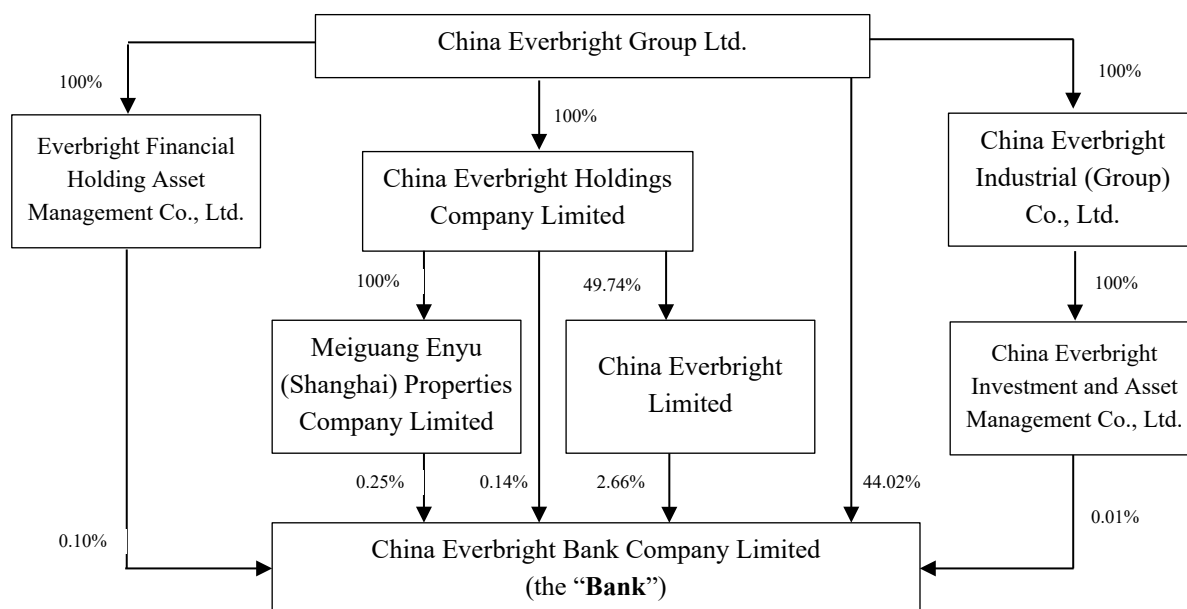 China Everbright Group Ltd.
100%
100%
100%
Everbright Financial
Holding Asset
Management Co., Ltd.
China Everbright Holdings
Company Limited
China Everbright
Industrial (Group)
Co., Ltd.
100%
49.74%
100%
Meiguang Enyu
(Shanghai) Properties
Company Limited
China Everbright
Limited
China Everbright
Investment and Asset
Management Co., Ltd.
0.25%
0.14%
2.66%
44.02%
0.10%
0.01%
China Everbright Bank Company Limited
(the “Bank”)